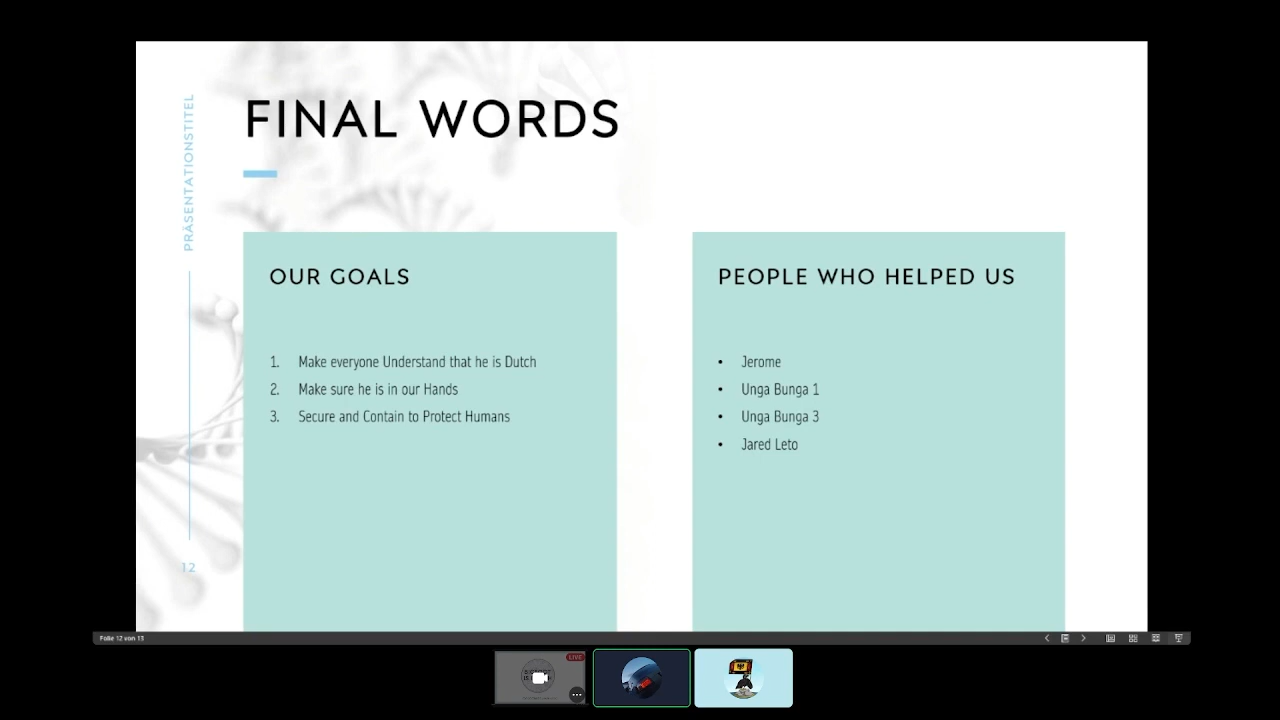 FINAL WORDS
PRÄSENTATIONSTITEL
OUR GOALS
1. Make everyone Understand that he is Dutch
2. Make sure he is in our Hands
3. Secure and Contain to Protect Humans
PEOPLE WHO HELPED US
• Jerome
• Unga Bunga 1
• Unga Bunga 3
• Jared Leto
12
Folie 12 von 13
LIVE